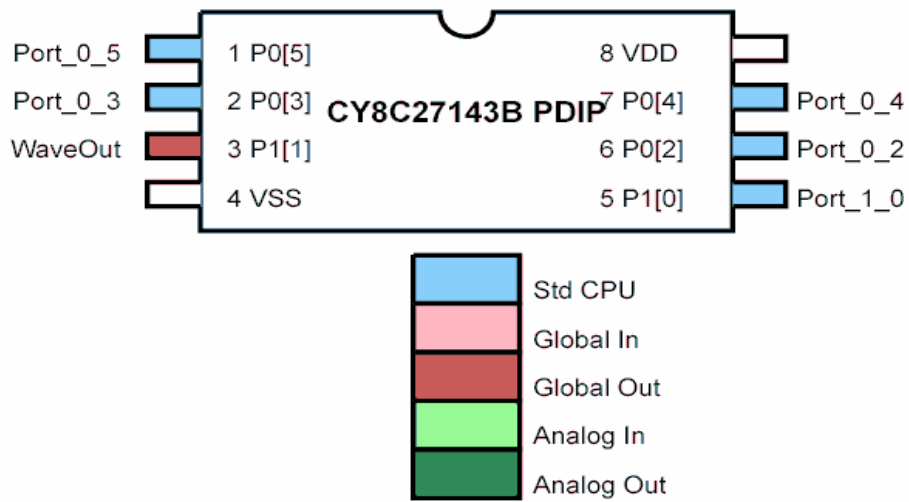 Port_0_5 1 P0[5] 8 VDD
Port_0_3 2 P0[3] CY8C27143B PDIP 7 P0[4] Port_0_4
WaveOut 3 P1[1] 6 P0[2] Port_0_2
4 VSS 5 P1[0] Port_1_0
Std CPU
Global In
Global Out
Analog In
Analog Out